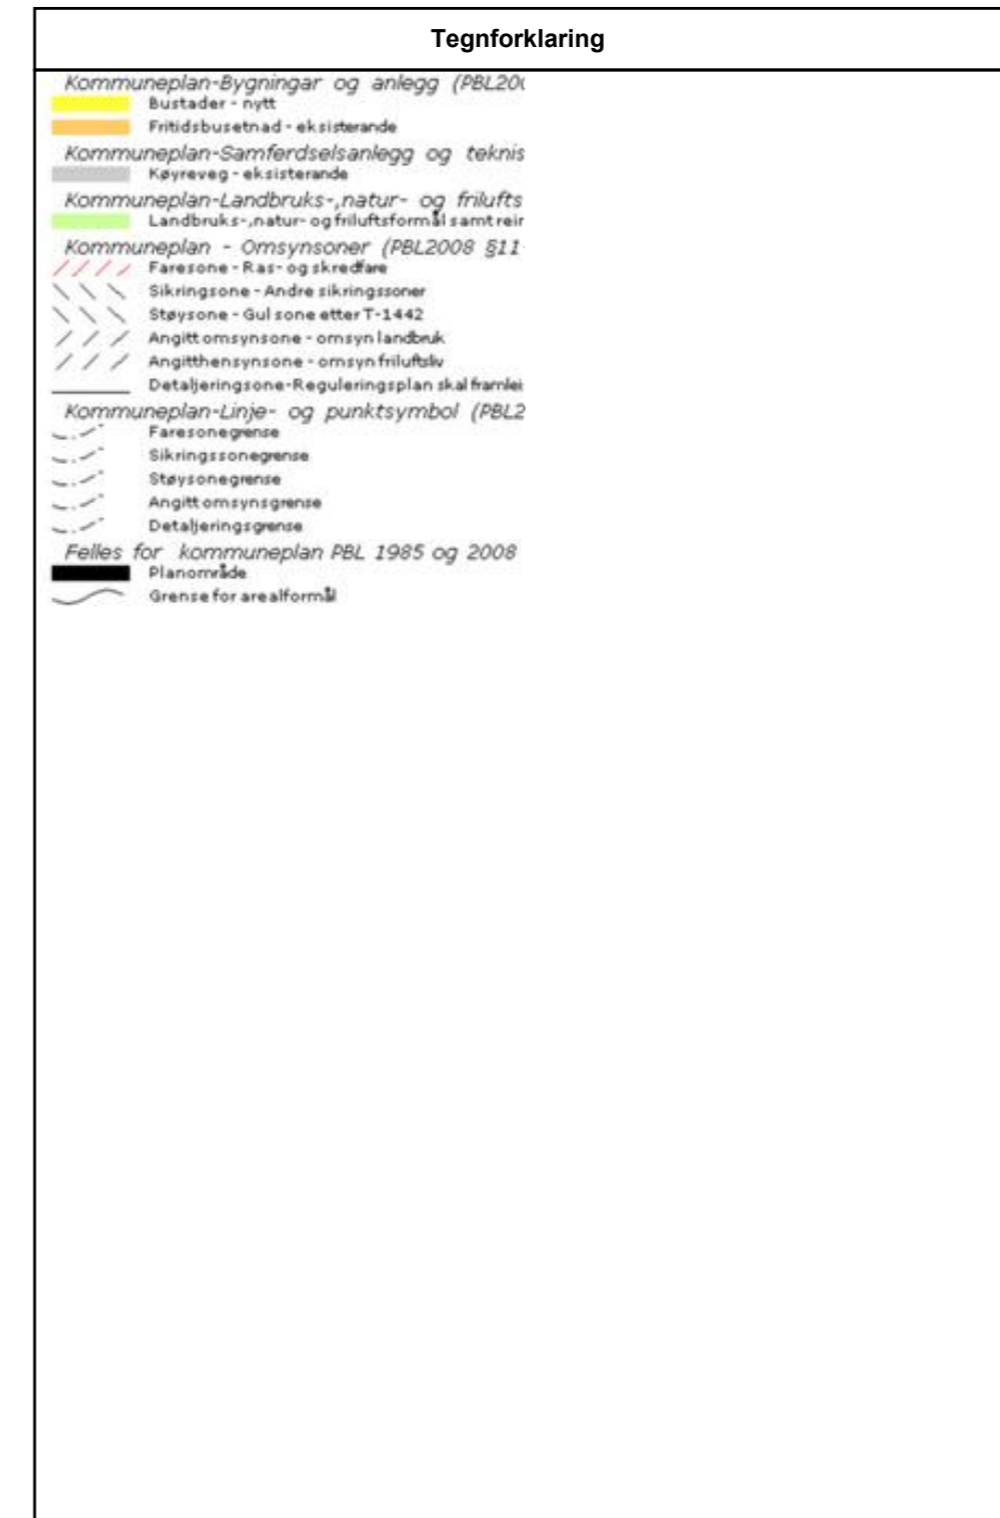 Tegnforklaring
Kommuneplan-Bygningar og anlegg (PBL200
Bustader - nytt
Fritidsbusetnad - eksisterande
Kommuneplan-Samferdselsanlegg og teknis
Køyreveg - eksisterande
Kommuneplan-Landbruks-,natur- og frilufts
Landbruks-,natur- og friluftsformål samt rein
Kommuneplan - Omsynsoner (PBL2008 §11-
Faresone - Ras- og skredfare
Sikringsone - Andre sikringssoner
Støysone - Gul sone etter T-1442
Angitt omsynsone - omsyn landbruk
Angitthensynsone - omsyn friluftsliv
Detaljeringsone-Reguleringsplan skal framlei
Kommuneplan-Linje- og punktsymbol (PBL2
Faresonegrense
Sikringssonegrense
Støysonegrense
Angitt omsynsgrense
Detaljeringsgrense
Felles for kommuneplan PBL 1985 og 2008
Planområde
Grense for arealformål